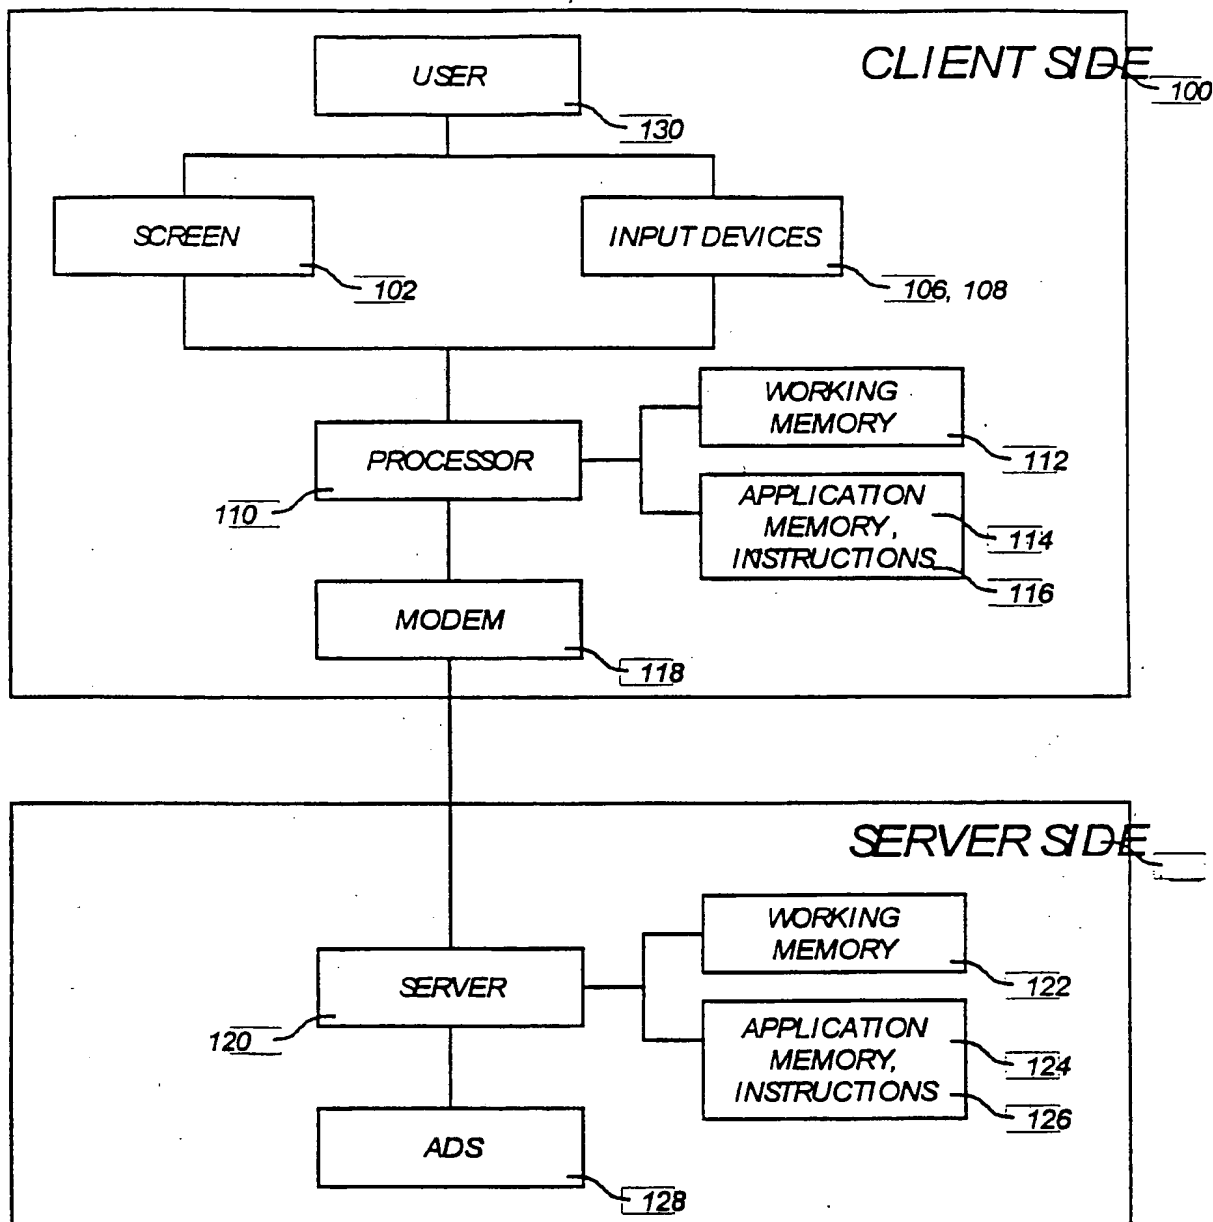 CLIENT SIDE
100
USER
130
SCREEN
102
INPUT DEVICES
106, 108
WORKING
MEMORY
112
PROCESSOR
110
APPLICATION
MEMORY,
INSTRUCTIONS
114
116
MODEM
118
SERVER SIDE
WORKING
MEMORY
122
SERVER
120
APPLICATION
MEMORY,
INSTRUCTIONS
124
126
ADS
128